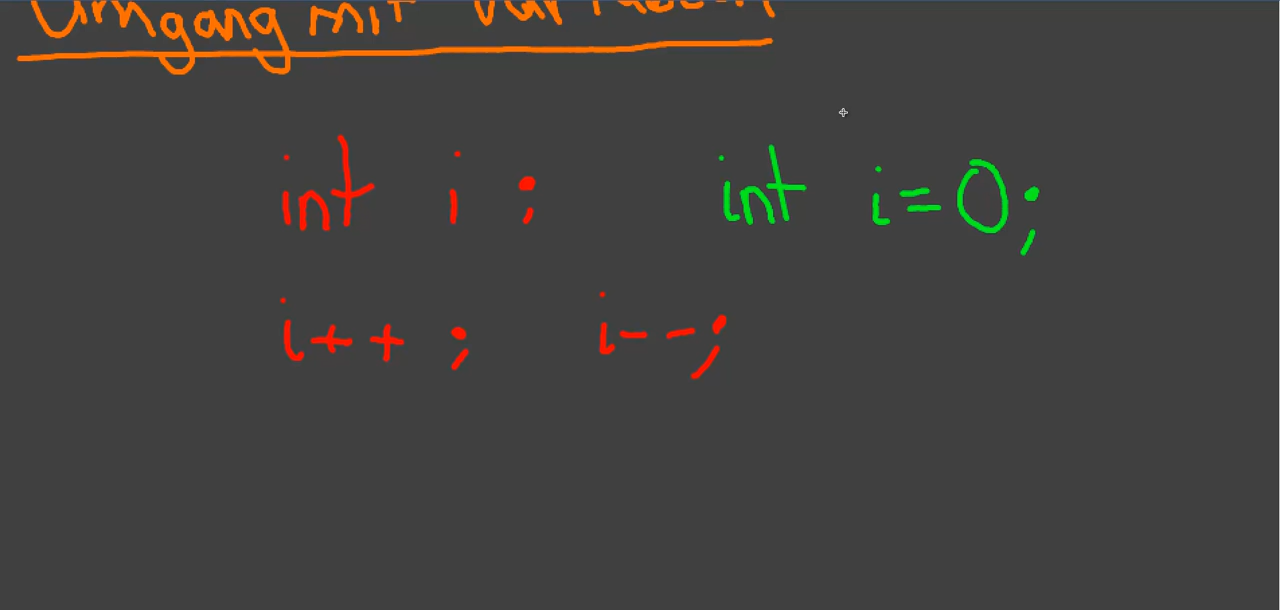 Umgang mit Variablen
int i ; int i=0;
i++ ; i--;